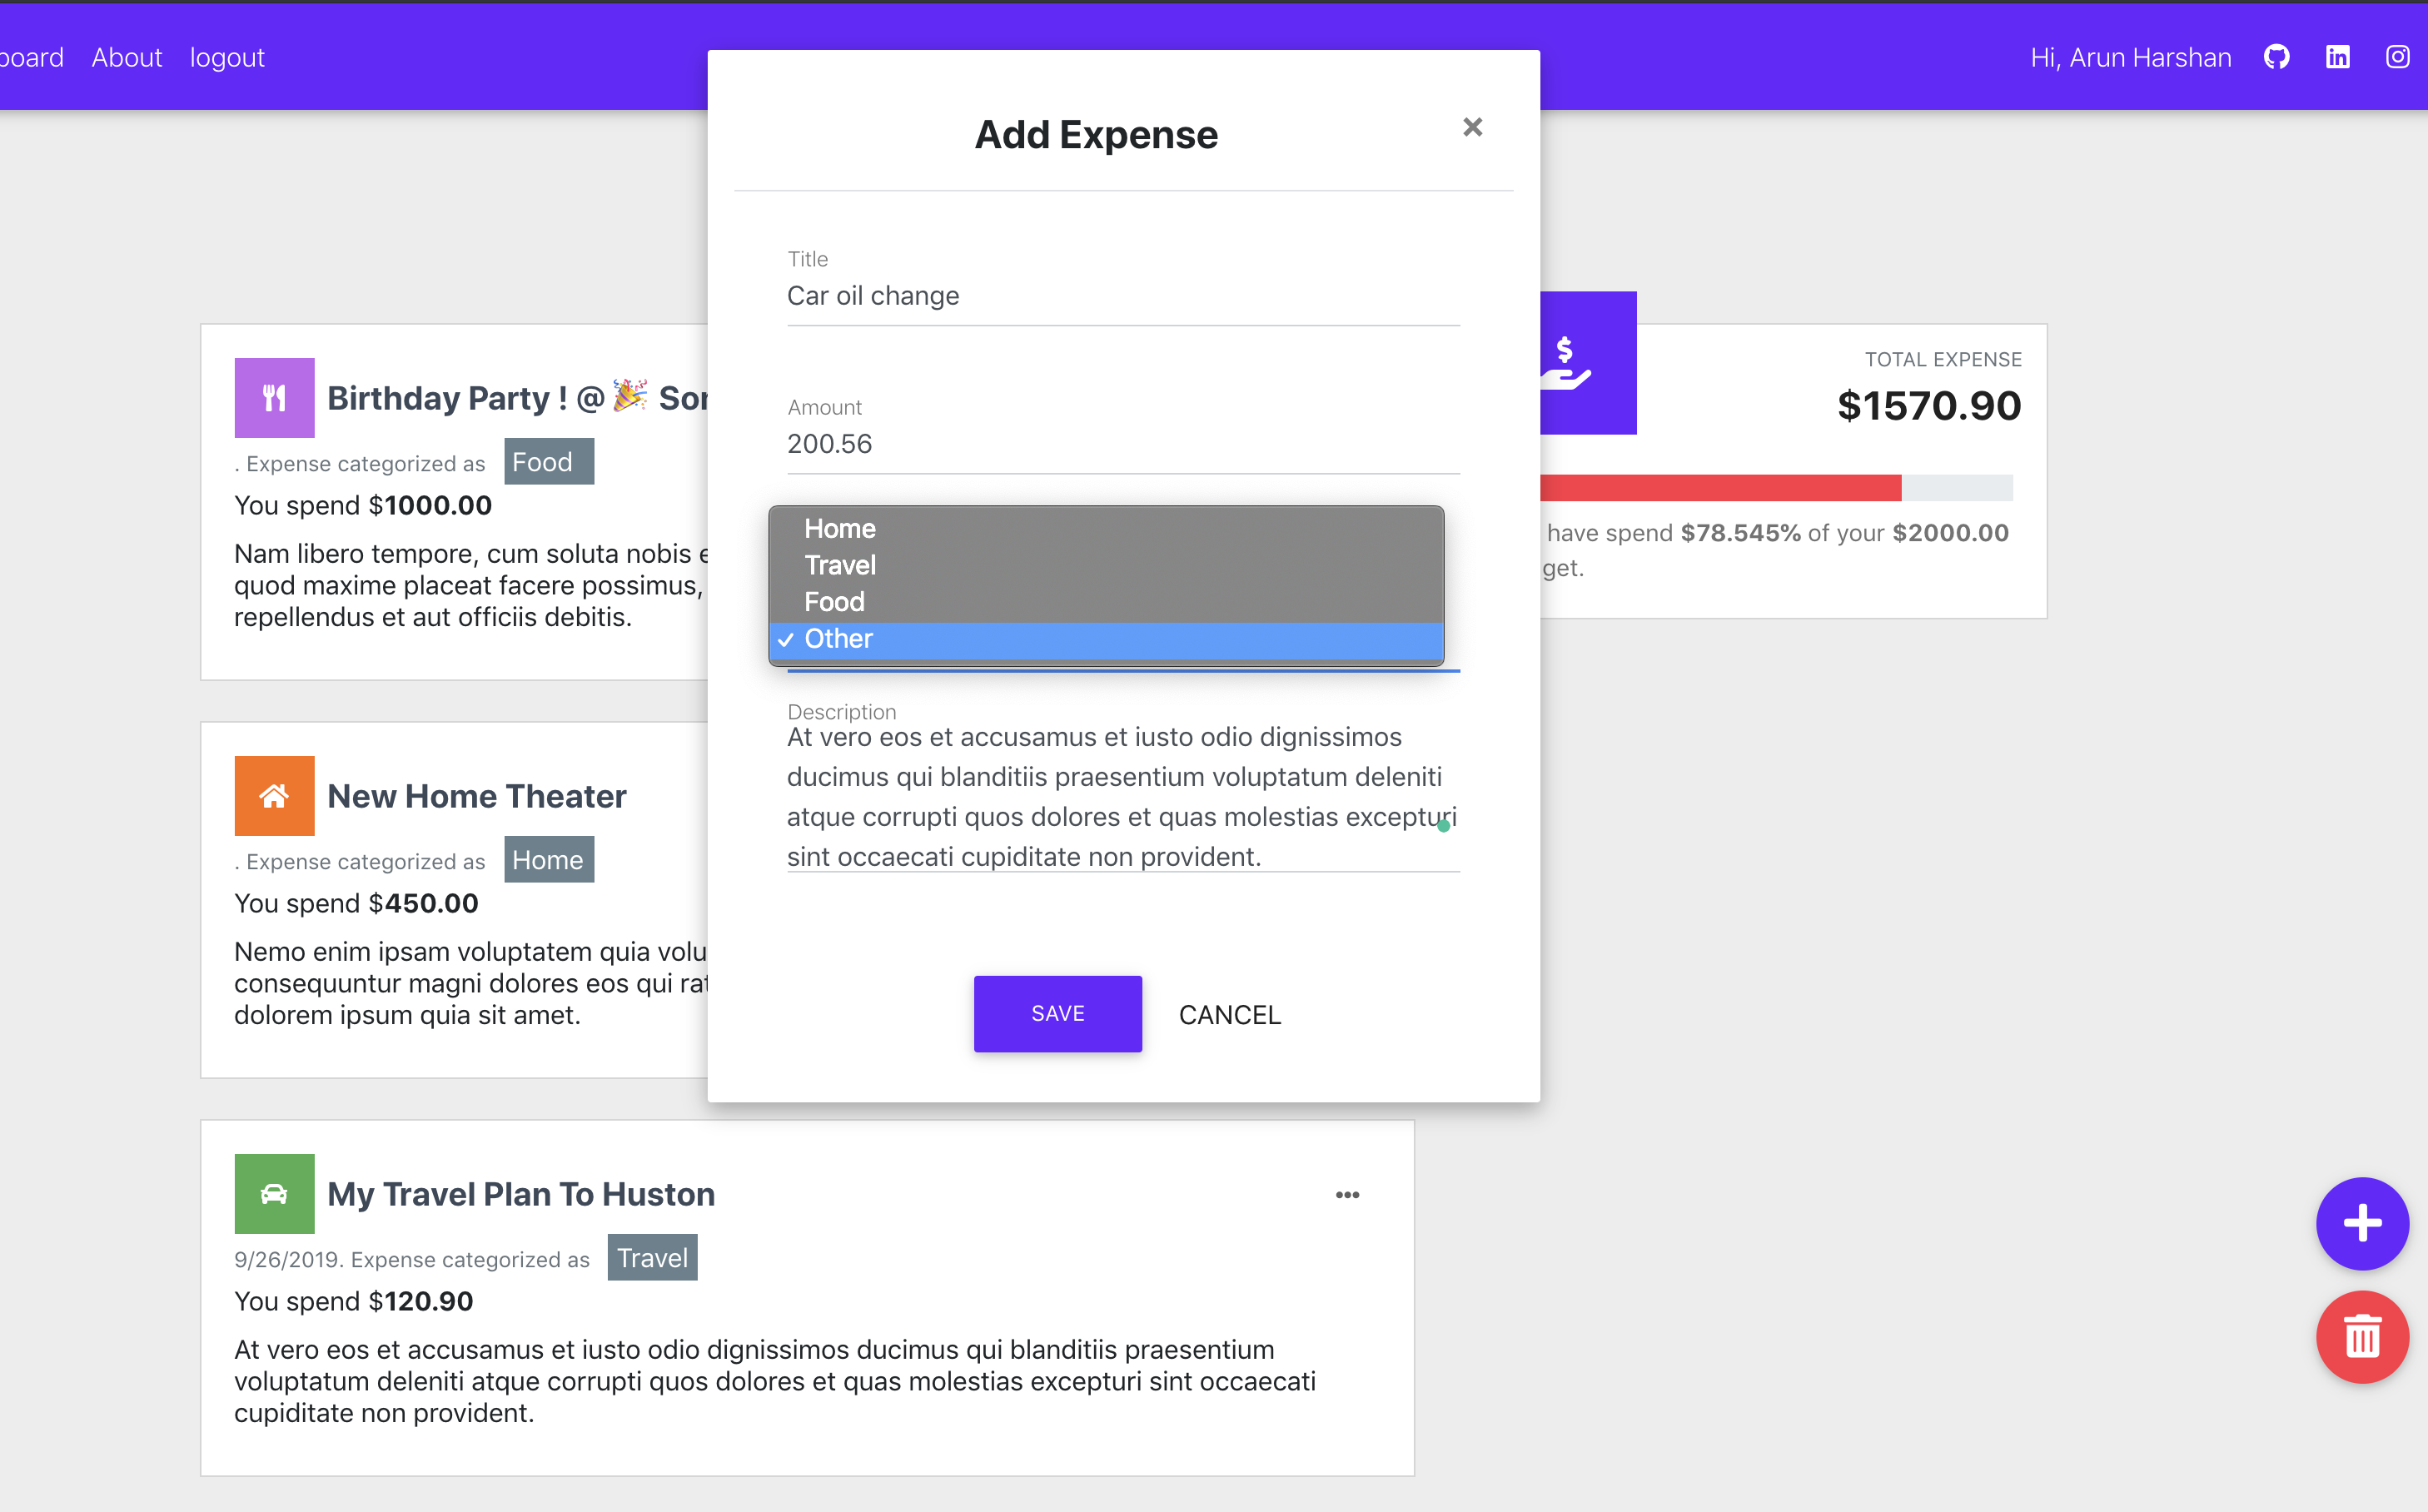 About logout
Hi, Arun Harshan
Add Expense
×
Title
Car oil change
Amount
200.56
Home
Travel
Food
✓ Other
Description
At vero eos et accusamus et iusto odio dignissimos
ducimus qui blanditiis praesentium voluptatum deleniti
atque corrupti quos dolores et quas molestias excepturi
sint occaecati cupiditate non provident.
SAVE CANCEL
Birthday Party ! @ 🎉
. Expense categorized as Food
You spend $1000.00
Nam libero tempore, cum soluta nobis
quod maxime placeat facere possimus,
repellendus et aut officiis debitis.
New Home Theater
. Expense categorized as Home
You spend $450.00
Nemo enim ipsam voluptatem quia
consequuntur magni dolores eos qui
dolorem ipsum quia sit amet.
My Travel Plan To Huston
9/26/2019. Expense categorized as Travel
You spend $120.90
At vero eos et accusamus et iusto odio dignissimos ducimus qui blanditiis praesentium
voluptatum deleniti atque corrupti quos dolores et quas molestias excepturi sint occaecati
cupiditate non provident.
TOTAL EXPENSE
$1570.90
have spend $78.545% of your $2000.00
get.